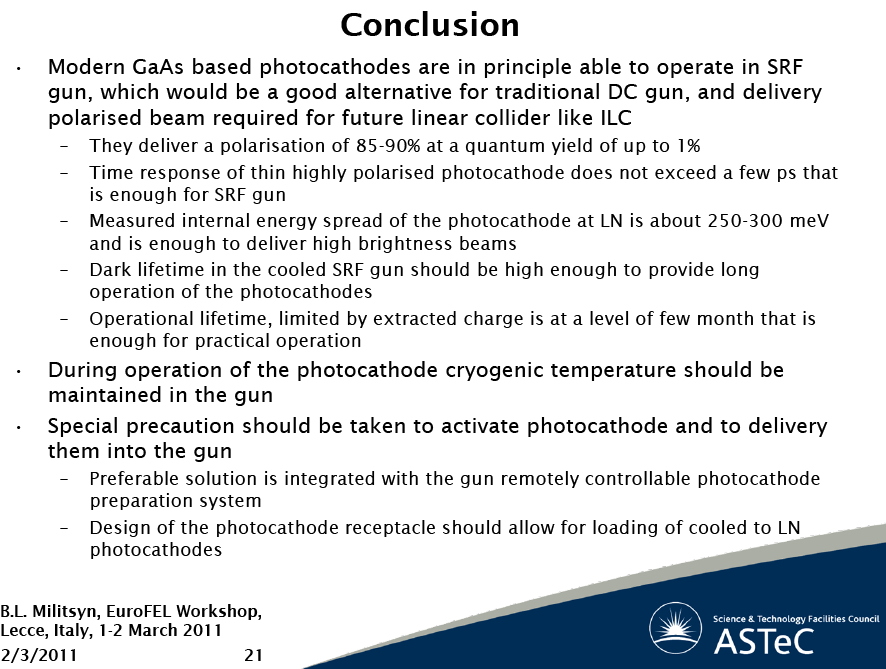 Conclusion
• Modern GaAs based photocathodes are in principle able to operate in SRF
gun, which would be a good alternative for traditional DC gun, and delivery
polarised beam required for future linear collider like ILC
– They deliver a polarisation of 85-90% at a quantum yield of up to 1%
– Time response of thin highly polarised photocathode does not exceed a few ps that
is enough for SRF gun
– Measured internal energy spread of the photocathode at LN is about 250-300 meV
and is enough to deliver high brightness beams
– Dark lifetime in the cooled SRF gun should be high enough to provide long
operation of the photocathodes
– Operational lifetime, limited by extracted charge is at a level of few month that is
enough for practical operation
• During operation of the photocathode cryogenic temperature should be
maintained in the gun
• Special precaution should be taken to activate photocathode and to delivery
them into the gun
– Preferable solution is integrated with the gun remotely controllable photocathode
preparation system
– Design of the photocathode receptacle should allow for loading of cooled to LN
photocathodes
B.L. Militsyn, EuroFEL Workshop,
Lecce, Italy, 1-2 March 2011
2/3/2011 21
Science & Technology Facilities Council
ASTeC